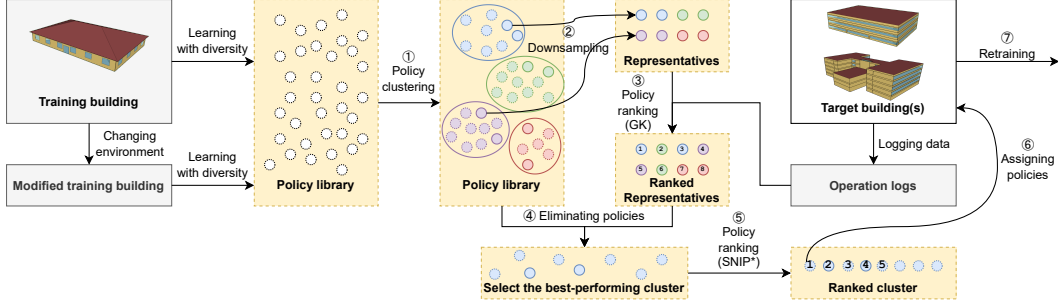 Training building
Changing
environment
Modified training building
Learning
with diversity
Learning
with diversity
Policy library
①
Policy
clustering
Policy library
②
Downsampling
Representatives
③
Policy
ranking
(GK)
1 2 3 4
5 6 7 8
Ranked
Representatives
④ Eliminating policies
Select the best-performing cluster
⑤
Policy
ranking
(SNIP*)
1 2 3 4 5
Ranked cluster
Target building(s)
Logging data
Operation logs
⑥
Assigning
policies
⑦
Retraining